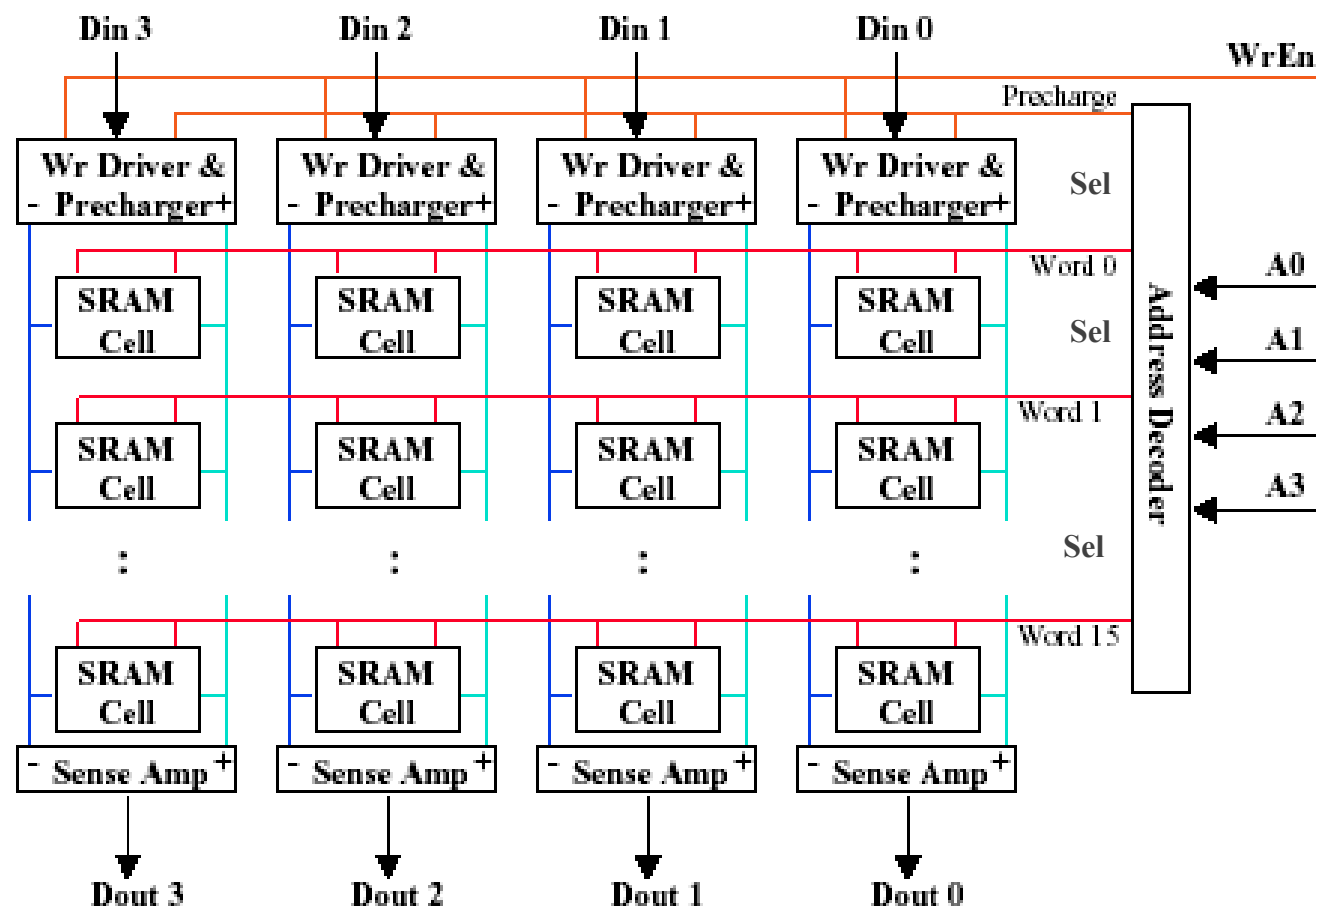 Din 3 Din 2 Din 1 Din 0
WrEn
Precharge
Wr Driver & Wr Driver & Wr Driver & Wr Driver &
- Precharger+ - Precharger+ - Precharger+ - Precharger+
Sel
Word 0
A0
SRAM SRAM SRAM SRAM
Cell Cell Cell Cell
Sel
A1
Word 1
A2
SRAM SRAM SRAM SRAM
Cell Cell Cell Cell
A3
Address Decoder
: : : :
Sel
Word 15
SRAM SRAM SRAM SRAM
Cell Cell Cell Cell
- Sense Amp + - Sense Amp + - Sense Amp + - Sense Amp +
Dout 3 Dout 2 Dout 1 Dout 0